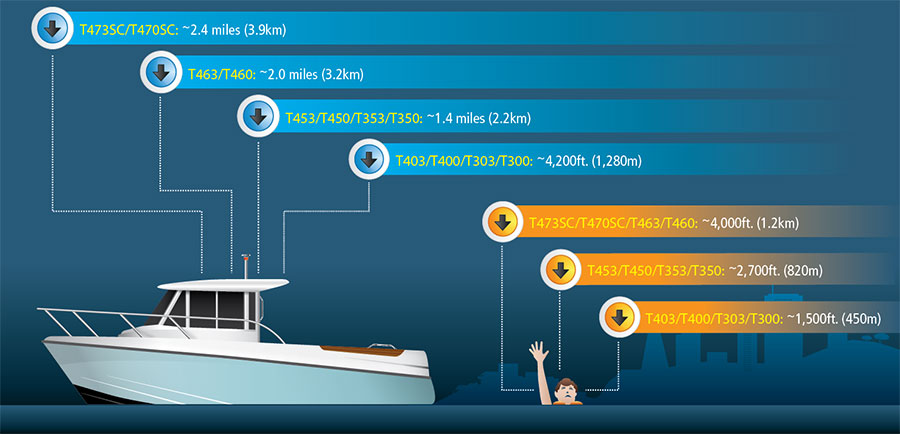 T473SC/T470SC: ~2.4 miles (3.9km)
T463/T460: ~2.0 miles (3.2km)
T453/T450/T353/T350: ~1.4 miles (2.2km)
T403/T400/T303/T300: ~4,200ft. (1,280m)
T473SC/T470SC/T463/T460: ~4,000ft. (1.2km)
T453/T450/T353/T350: ~2,700ft. (820m)
T403/T400/T303/T300: ~1,500ft. (450m)